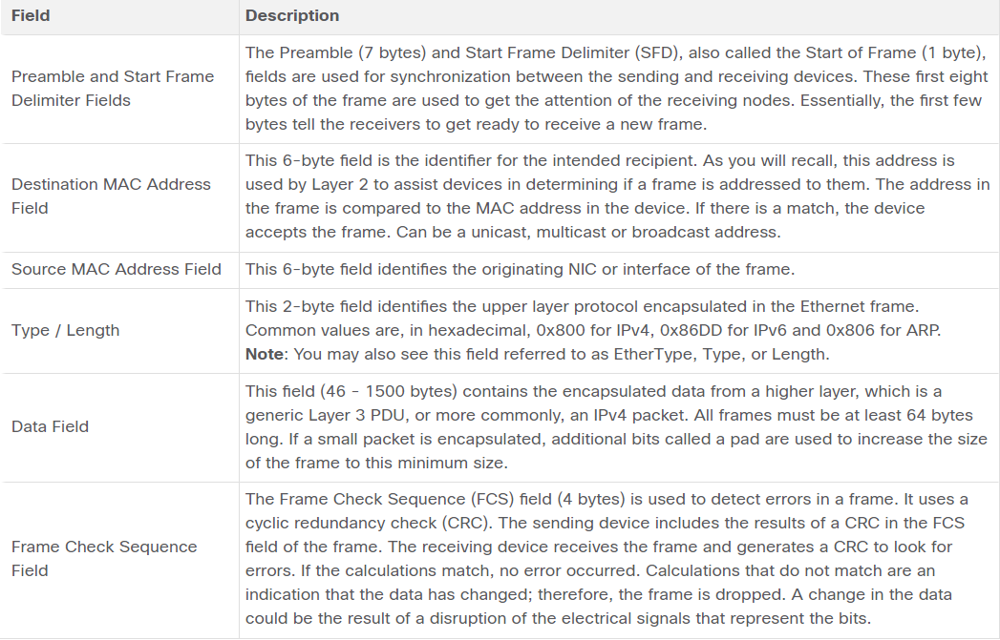 Field
Description
Preamble and Start Frame
Delimiter Fields
The Preamble (7 bytes) and Start Frame Delimiter (SFD), also called the Start of Frame (1 byte),
fields are used for synchronization between the sending and receiving devices. These first eight
bytes of the frame are used to get the attention of the receiving nodes. Essentially, the first few
bytes tell the receivers to get ready to receive a new frame.
Destination MAC Address
Field
This 6-byte field is the identifier for the intended recipient. As you will recall, this address is
used by Layer 2 to assist devices in determining if a frame is addressed to them. The address in
the frame is compared to the MAC address in the device. If there is a match, the device
accepts the frame. Can be a unicast, multicast or broadcast address.
Source MAC Address Field
This 6-byte field identifies the originating NIC or interface of the frame.
Type / Length
This 2-byte field identifies the upper layer protocol encapsulated in the Ethernet frame.
Common values are, in hexadecimal, 0x800 for IPv4, 0x86DD for IPv6 and 0x806 for ARP.
Note: You may also see this field referred to as EtherType, Type, or Length.
Data Field
This field (46 - 1500 bytes) contains the encapsulated data from a higher layer, which is a
generic Layer 3 PDU, or more commonly, an IPv4 packet. All frames must be at least 64 bytes
long. If a small packet is encapsulated, additional bits called a pad are used to increase the size
of the frame to this minimum size.
Frame Check Sequence
Field
The Frame Check Sequence (FCS) field (4 bytes) is used to detect errors in a frame. It uses a
cyclic redundancy check (CRC). The sending device includes the results of a CRC in the FCS
field of the frame. The receiving device receives the frame and generates a CRC to look for
errors. If the calculations match, no error occurred. Calculations that do not match are an
indication that the data has changed; therefore, the frame is dropped. A change in the data
could be the result of a disruption of the electrical signals that represent the bits.